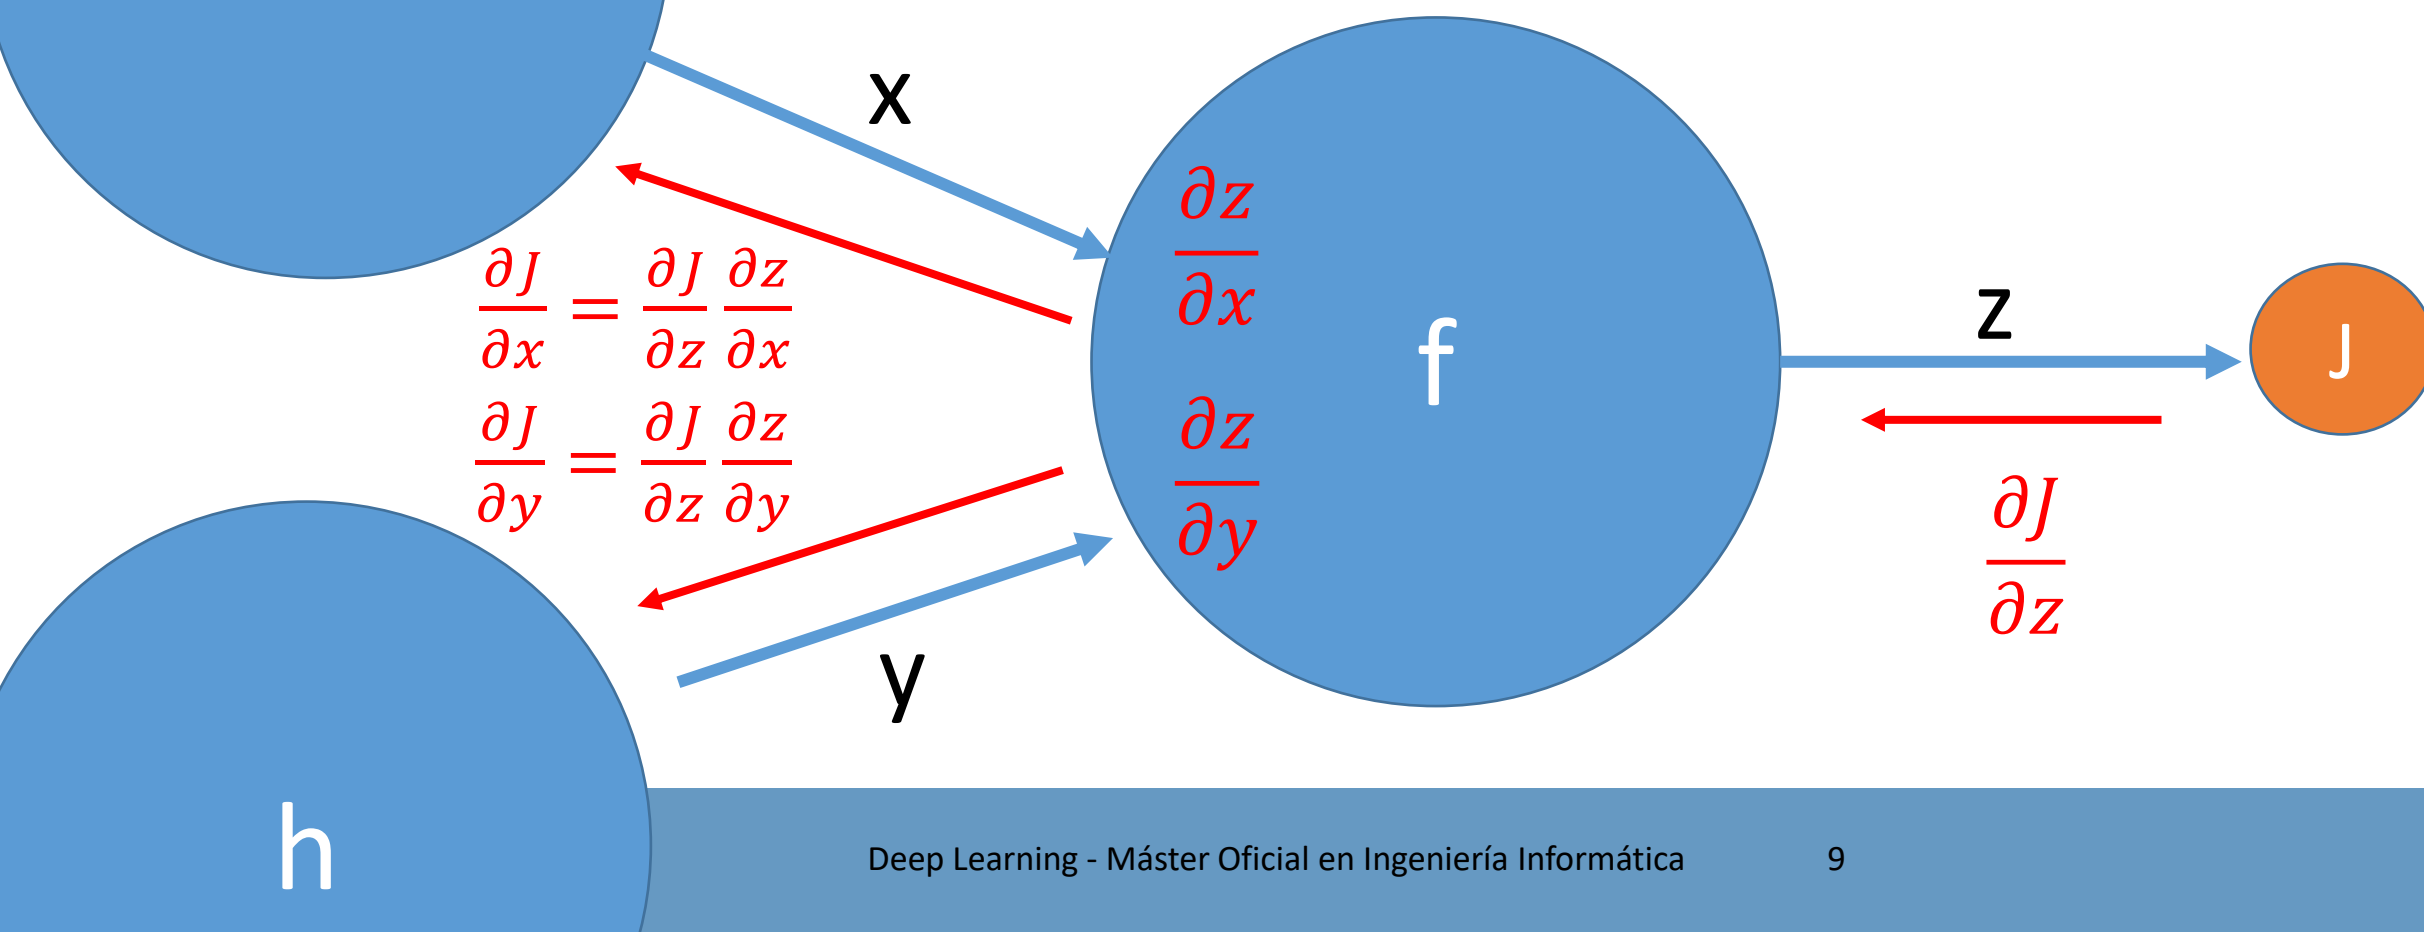 x
∂z/∂x
∂J/∂x = ∂J/∂z ∂z/∂x
z
f
J
∂J/∂y = ∂J/∂z ∂z/∂y
∂z/∂y
∂J/∂z
y
h
Deep Learning - Máster Oficial en Ingeniería Informática 9